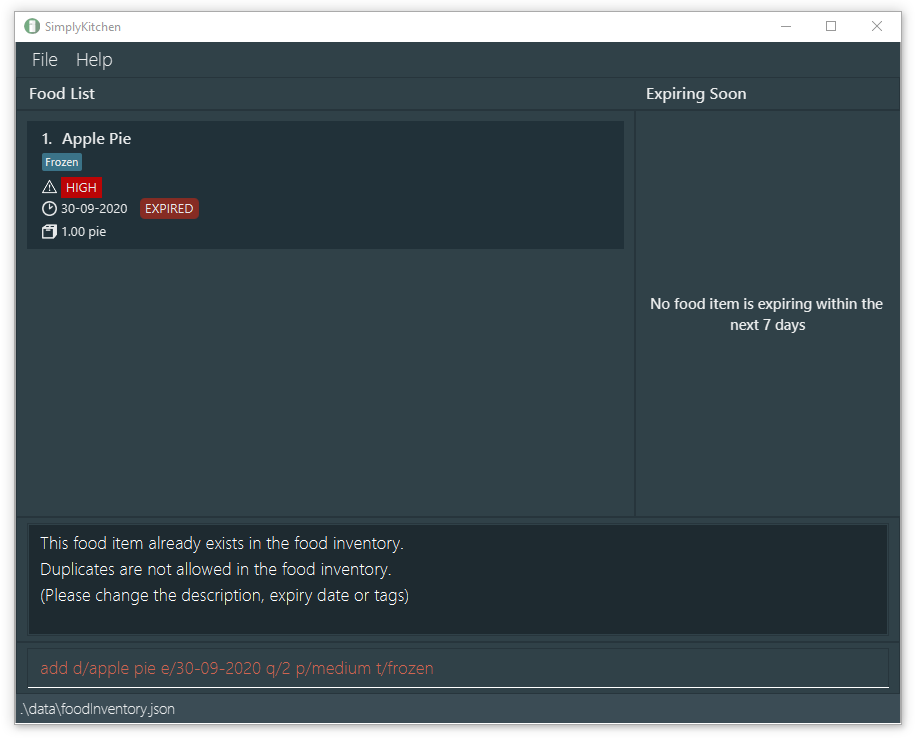 SimplyKitchen
File Help
Food List
Expiring Soon
1. Apple Pie
Frozen
HIGH
30-09-2020 EXPIRED
1.00 pie
No food item is expiring within the
next 7 days
This food item already exists in the food inventory.
Duplicates are not allowed in the food inventory.
(Please change the description, expiry date or tags)
add d/apple pie e/30-09-2020 q/2 p/medium t/frozen
.\data\foodInventory.json